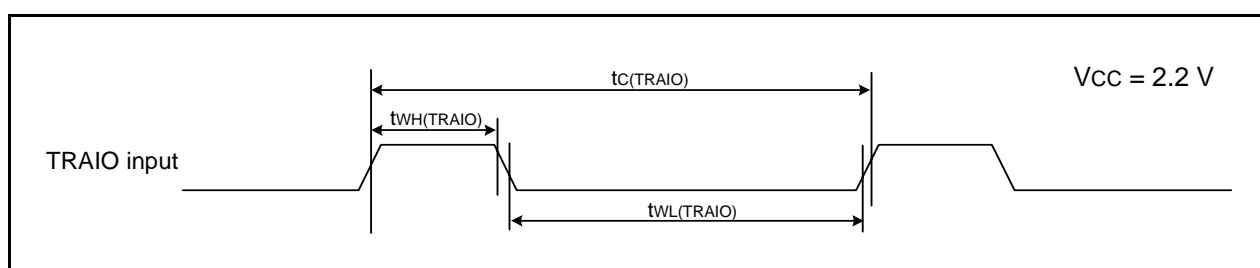 tC(TRAIO)
VCC = 2.2 V
tWH(TRAIO)
TRAIO input
tWL(TRAIO)